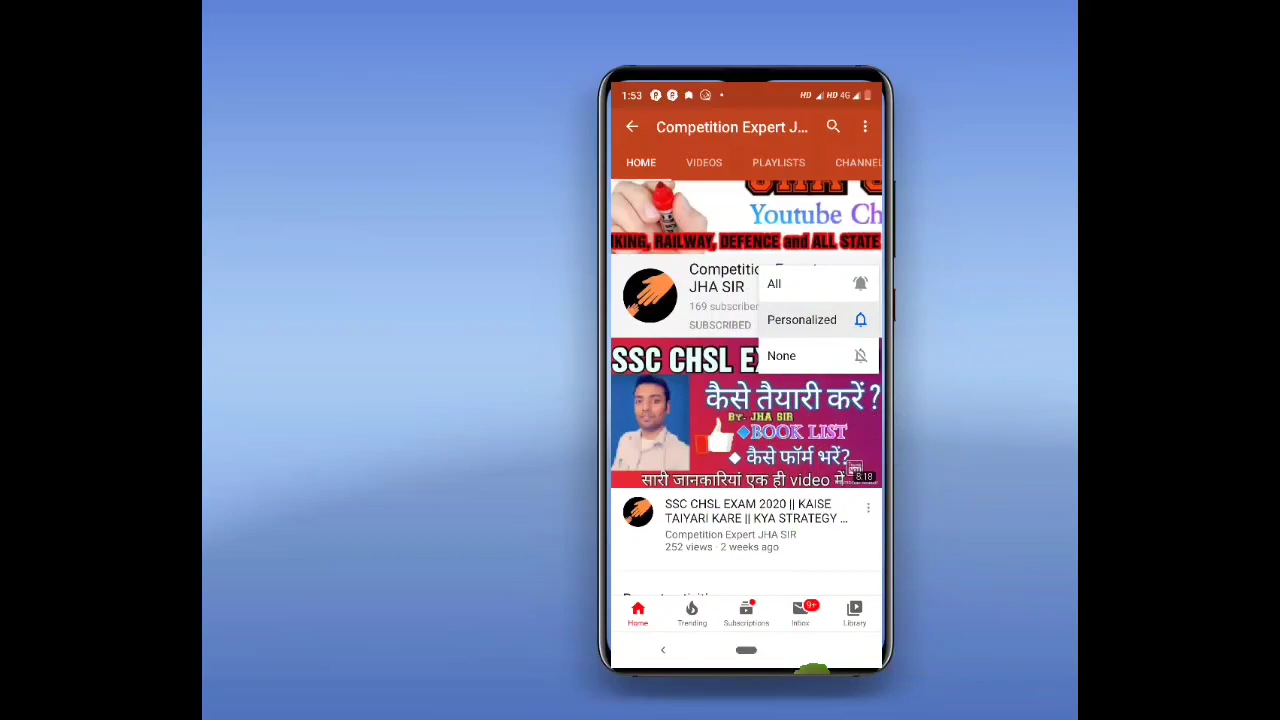 1:53 HD HD 4G
Competition Expert J...
HOME VIDEOS PLAYLISTS CHANNEL
Youtube Ch
KING, RAILWAY, DEFENCE and ALL STATE
Competitio
JHA SIR
169 subscriber
SUBSCRIBED
All
Personalized
None
SSC CHSL EX
कैसे तैयारी करें ?
BY: JHA SIR
BOOK LIST
कैसे फॉर्म भरें?
सारी जानकारियां एक ही video में
8:18
SSC CHSL EXAM 2020 || KAISE
TAIYARI KARE || KYA STRATEGY ...
Competition Expert JHA SIR
252 views · 2 weeks ago
9+
Home Trending Subscriptions Inbox Library